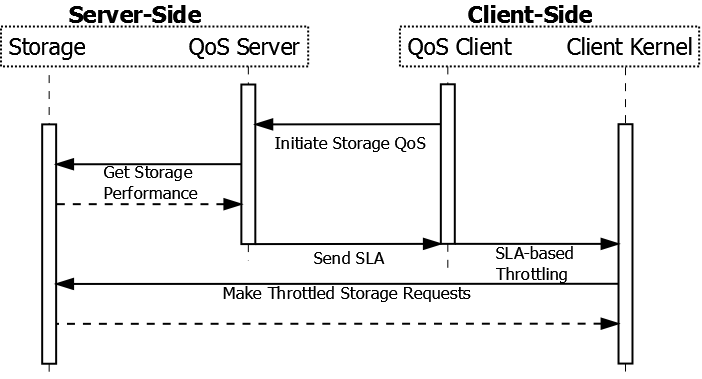 Server-Side
Client-Side
Storage
QoS Server
QoS Client
Client Kernel
Initiate Storage QoS
Get Storage
Performance
Send SLA
SLA-based
Throttling
Make Throttled Storage Requests